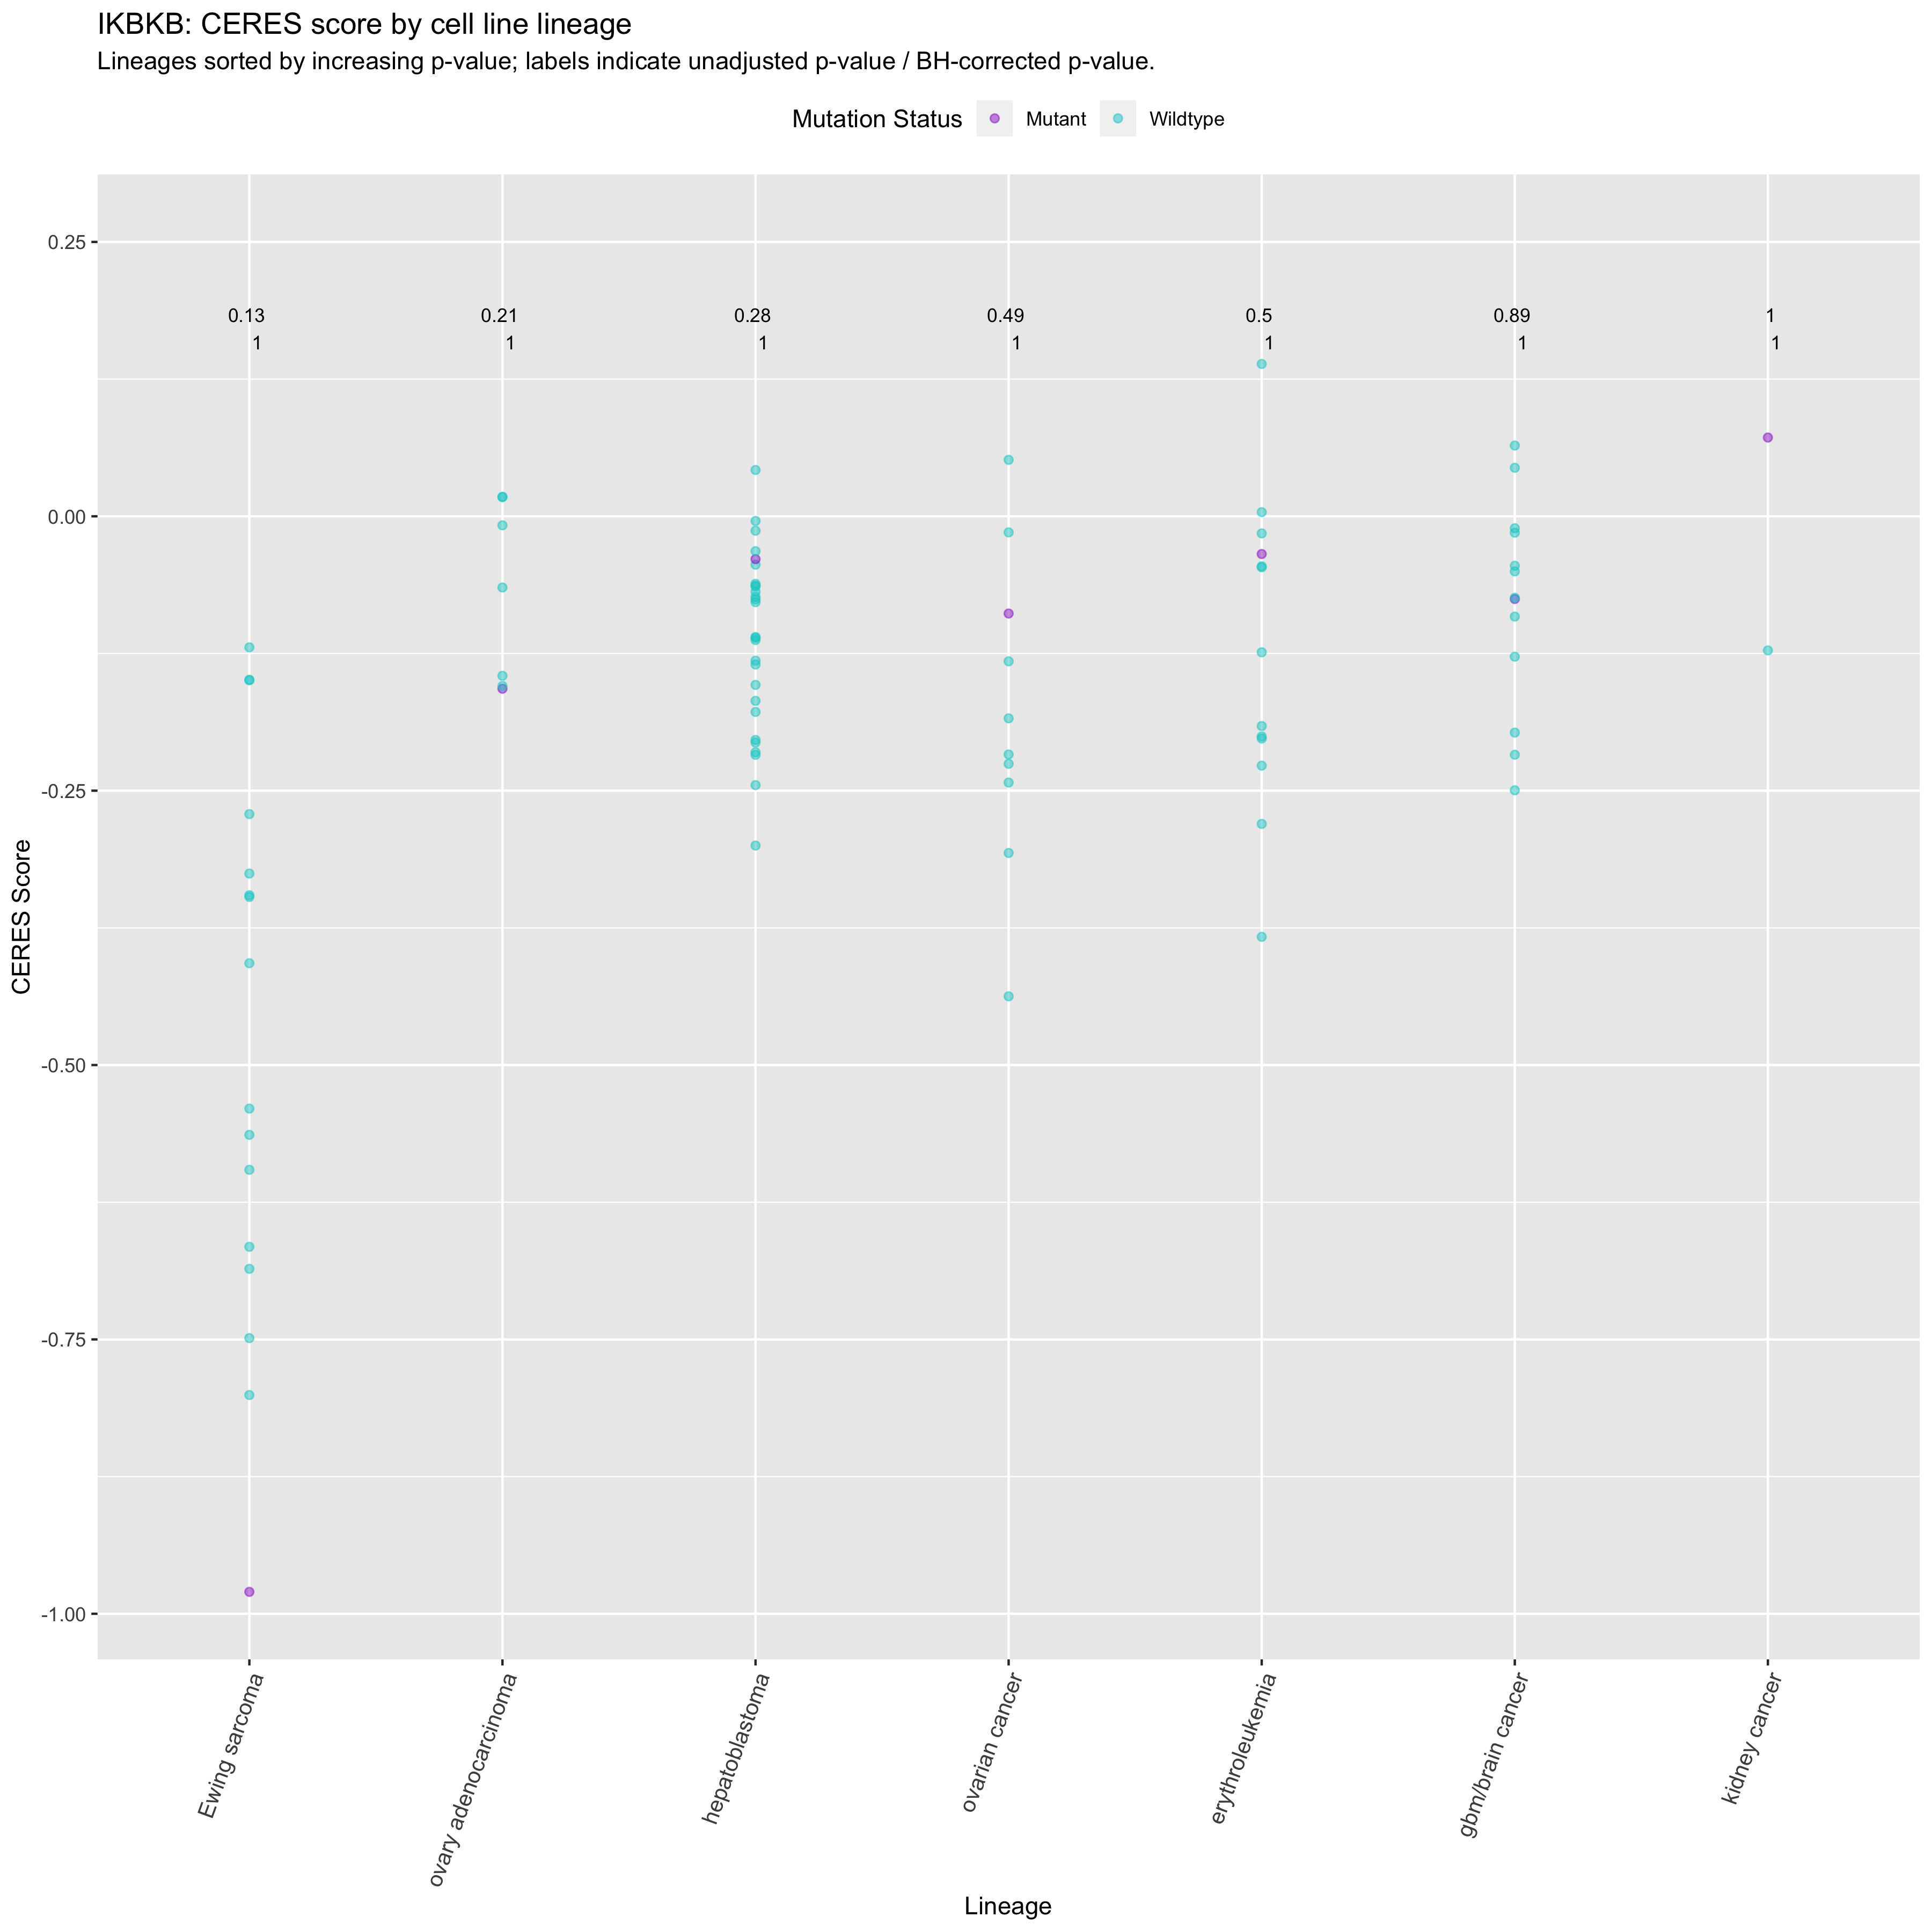 IKBKB: CERES score by cell line lineage
Lineages sorted by increasing p-value; labels indicate unadjusted p-value / BH-corrected p-value.
Mutation Status Mutant Wildtype
0.25
0.13 0.21 0.28 0.49 0.5 0.89 1
1 1 1 1 1 1 1
0.00
-0.25
CERES Score
-0.50
-0.75
-1.00
Ewing sarcoma
ovary adenocarcinoma
hepatoblastoma
ovarian cancer
erythroleukemia
gbm/brain cancer
kidney cancer
Lineage